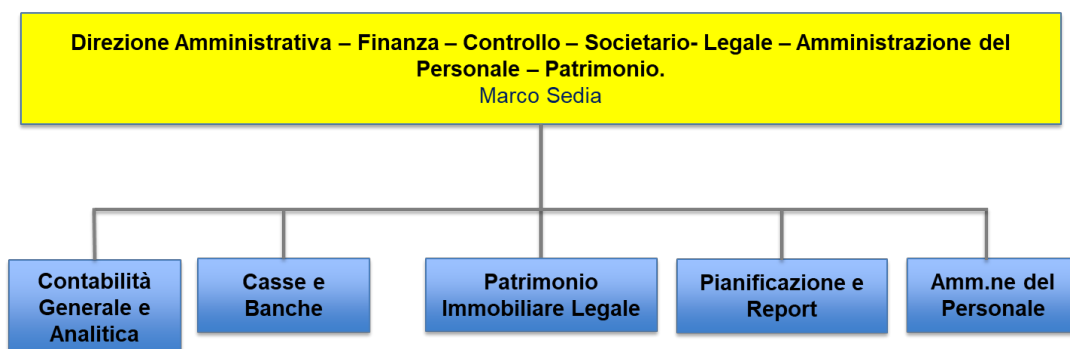 Direzione Amministrativa – Finanza – Controllo – Societario- Legale – Amministrazione del
Personale – Patrimonio.
Marco Sedia
Contabilità
Generale e
Analitica
Casse e
Banche
Patrimonio
Immobiliare Legale
Pianificazione e
Report
Amm.ne del
Personale